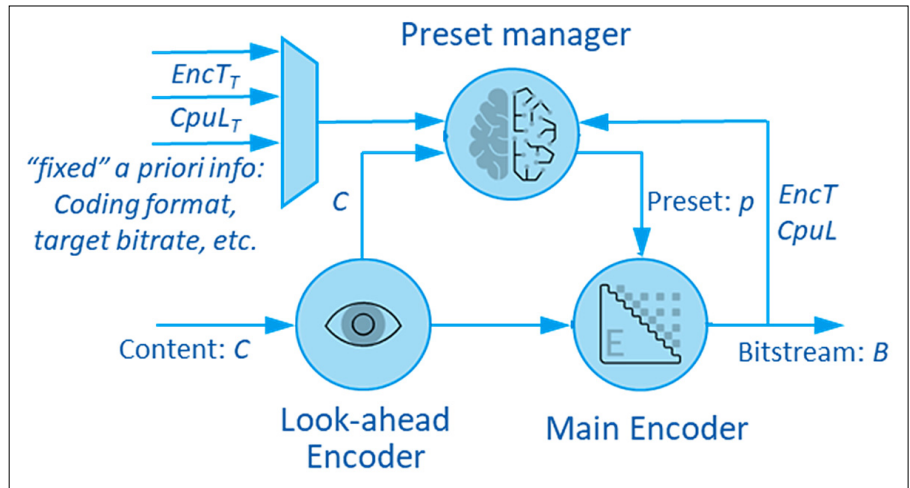 Preset manager
EncT_T
CpuL_T
“fixed” a priori info:
Coding format,
target bitrate, etc.
C
Preset: p
EncT
CpuL
Content: C
E
Bitstream: B
Look-ahead
Encoder
Main Encoder